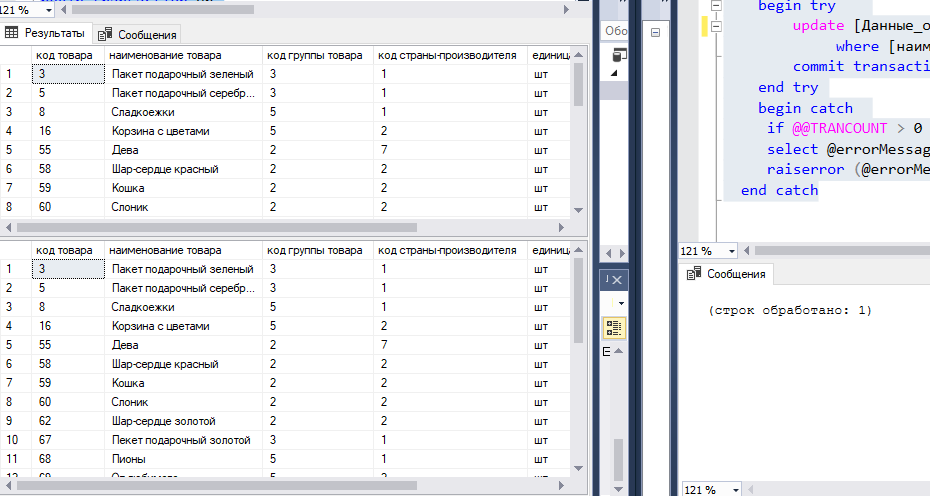 121 %
Результаты
Сообщения
код товара наименование товара код группы товара код страны-производителя единица
1 3 Пакет подарочный зеленый 3 1 шт
2 5 Пакет подарочный серебр... 3 1 шт
3 8 Сладкоежки 5 1 шт
4 16 Корзина с цветами 5 2 шт
5 55 Дева 2 7 шт
6 58 Шар-сердце красный 2 2 шт
7 59 Кошка 2 2 шт
8 60 Слоник 2 2 шт
код товара наименование товара код группы товара код страны-производителя единица
1 3 Пакет подарочный зеленый 3 1 шт
2 5 Пакет подарочный серебр... 3 1 шт
3 8 Сладкоежки 5 1 шт
4 16 Корзина с цветами 5 2 шт
5 55 Дева 2 7 шт
6 58 Шар-сердце красный 2 2 шт
7 59 Кошка 2 2 шт
8 60 Слоник 2 2 шт
9 62 Шар-сердце золотой 2 2 шт
10 67 Пекет подарочный золотой 3 1 шт
11 68 Пионы 5 1 шт
Обо
begin try
update [Данные_о
where [наим
commit transacti
end try
begin catch
if @@TRANCOUNT > 0
select @errorMessag
raiserror (@errorMe
end catch
121 %
Сообщения
(строк обработано: 1)
121 %